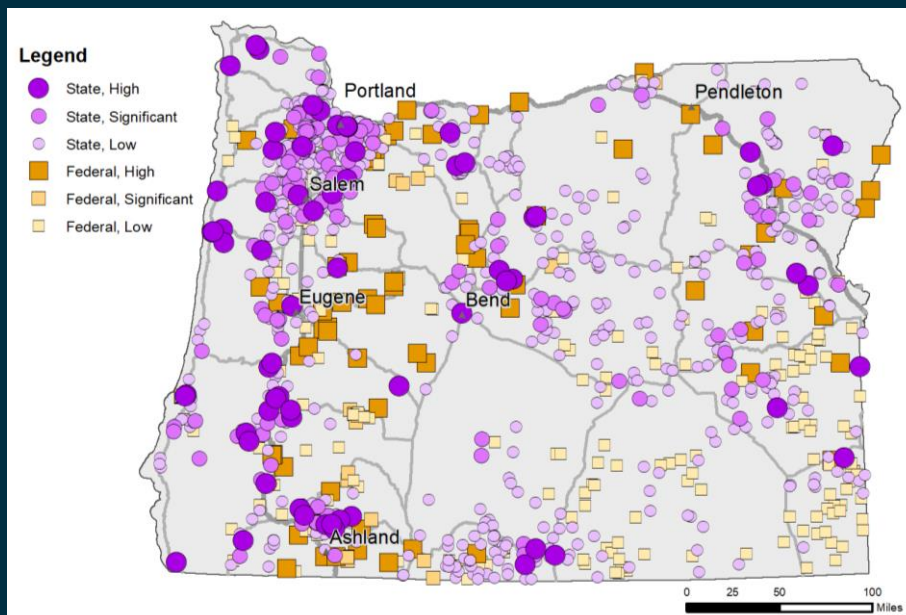 Legend
State, High
State, Significant
State, Low
Federal, High
Federal, Significant
Federal, Low
Portland
Pendleton
Salem
Eugene
Bend
Ashland
0 25 50 100
Miles